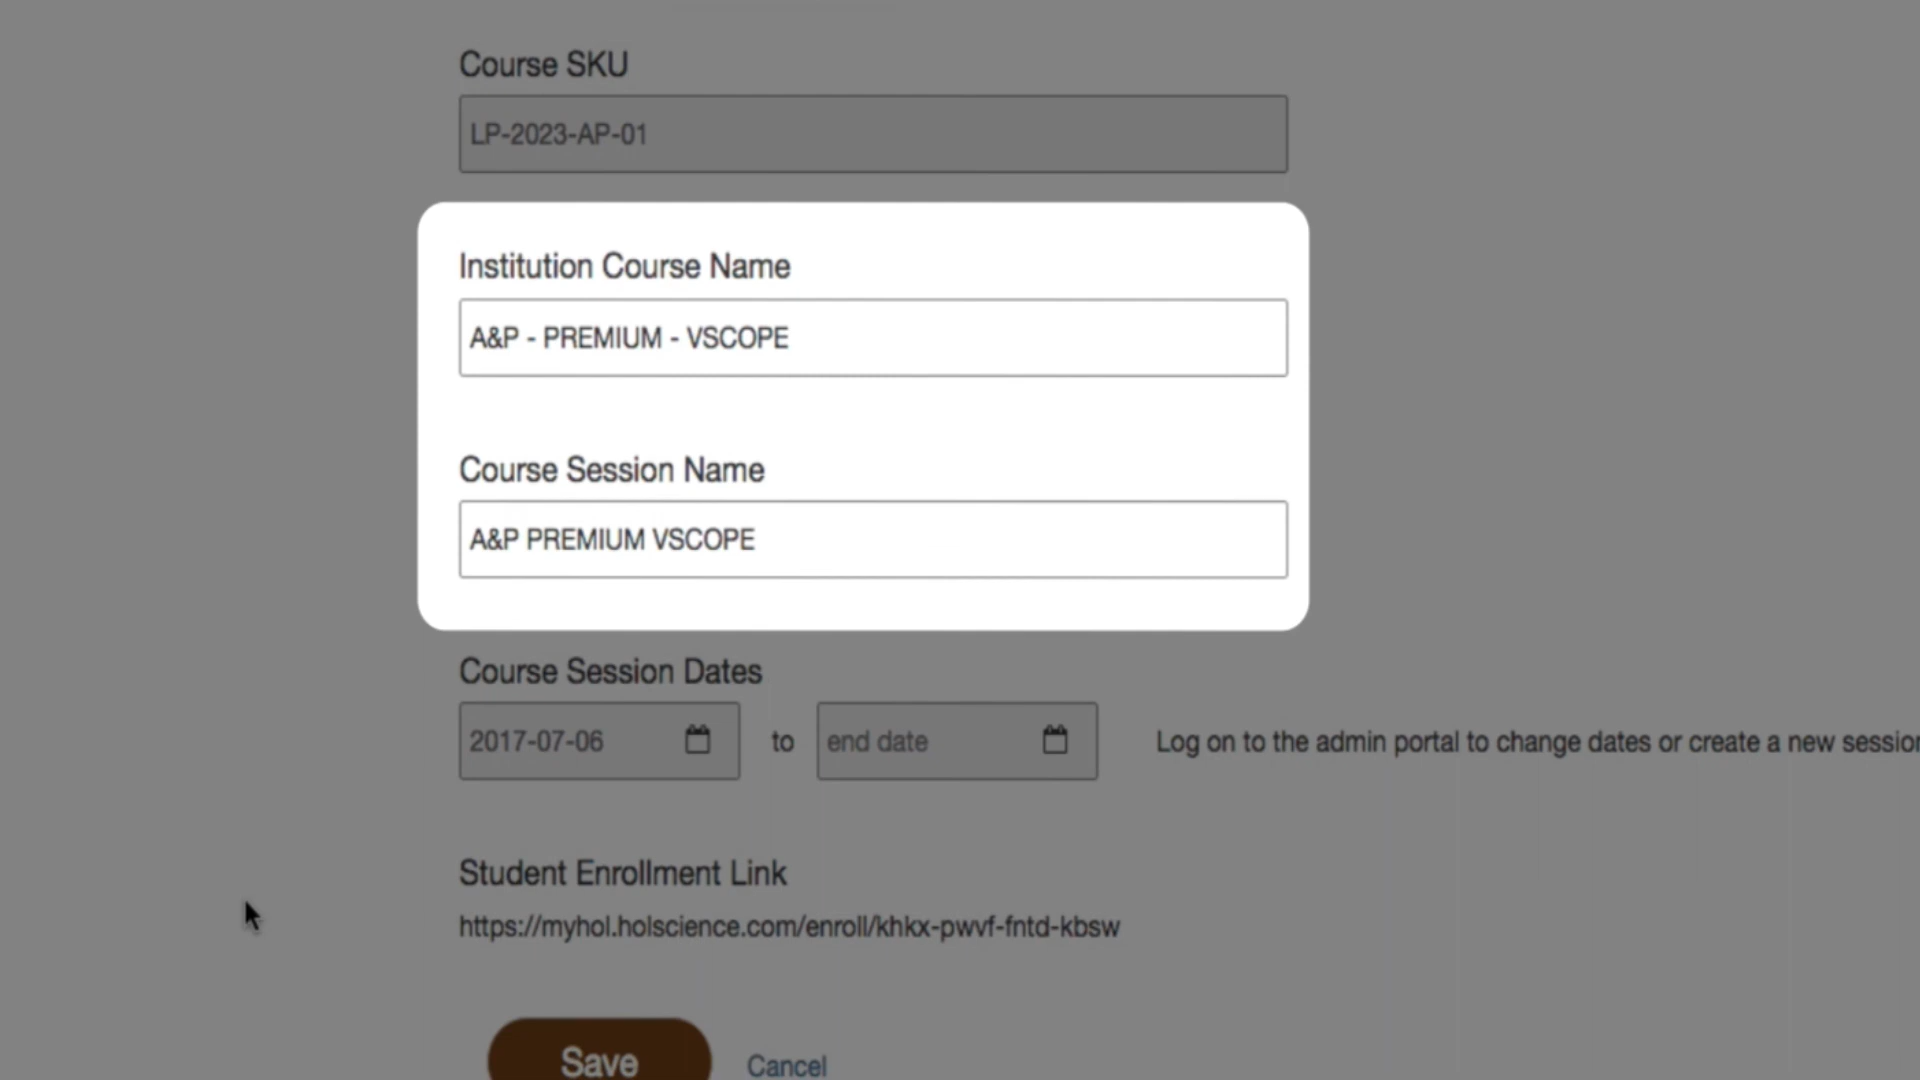 Course SKU
LP-2023-AP-01
Institution Course Name
A&P - PREMIUM - VSCOPE
Course Session Name
A&P PREMIUM VSCOPE
Course Session Dates
2017-07-06 to end date Log on to the admin portal to change dates or create a new session
Student Enrollment Link
https://myhol.holscience.com/enroll/khkx-pwvf-fntd-kbsw
Save Cancel